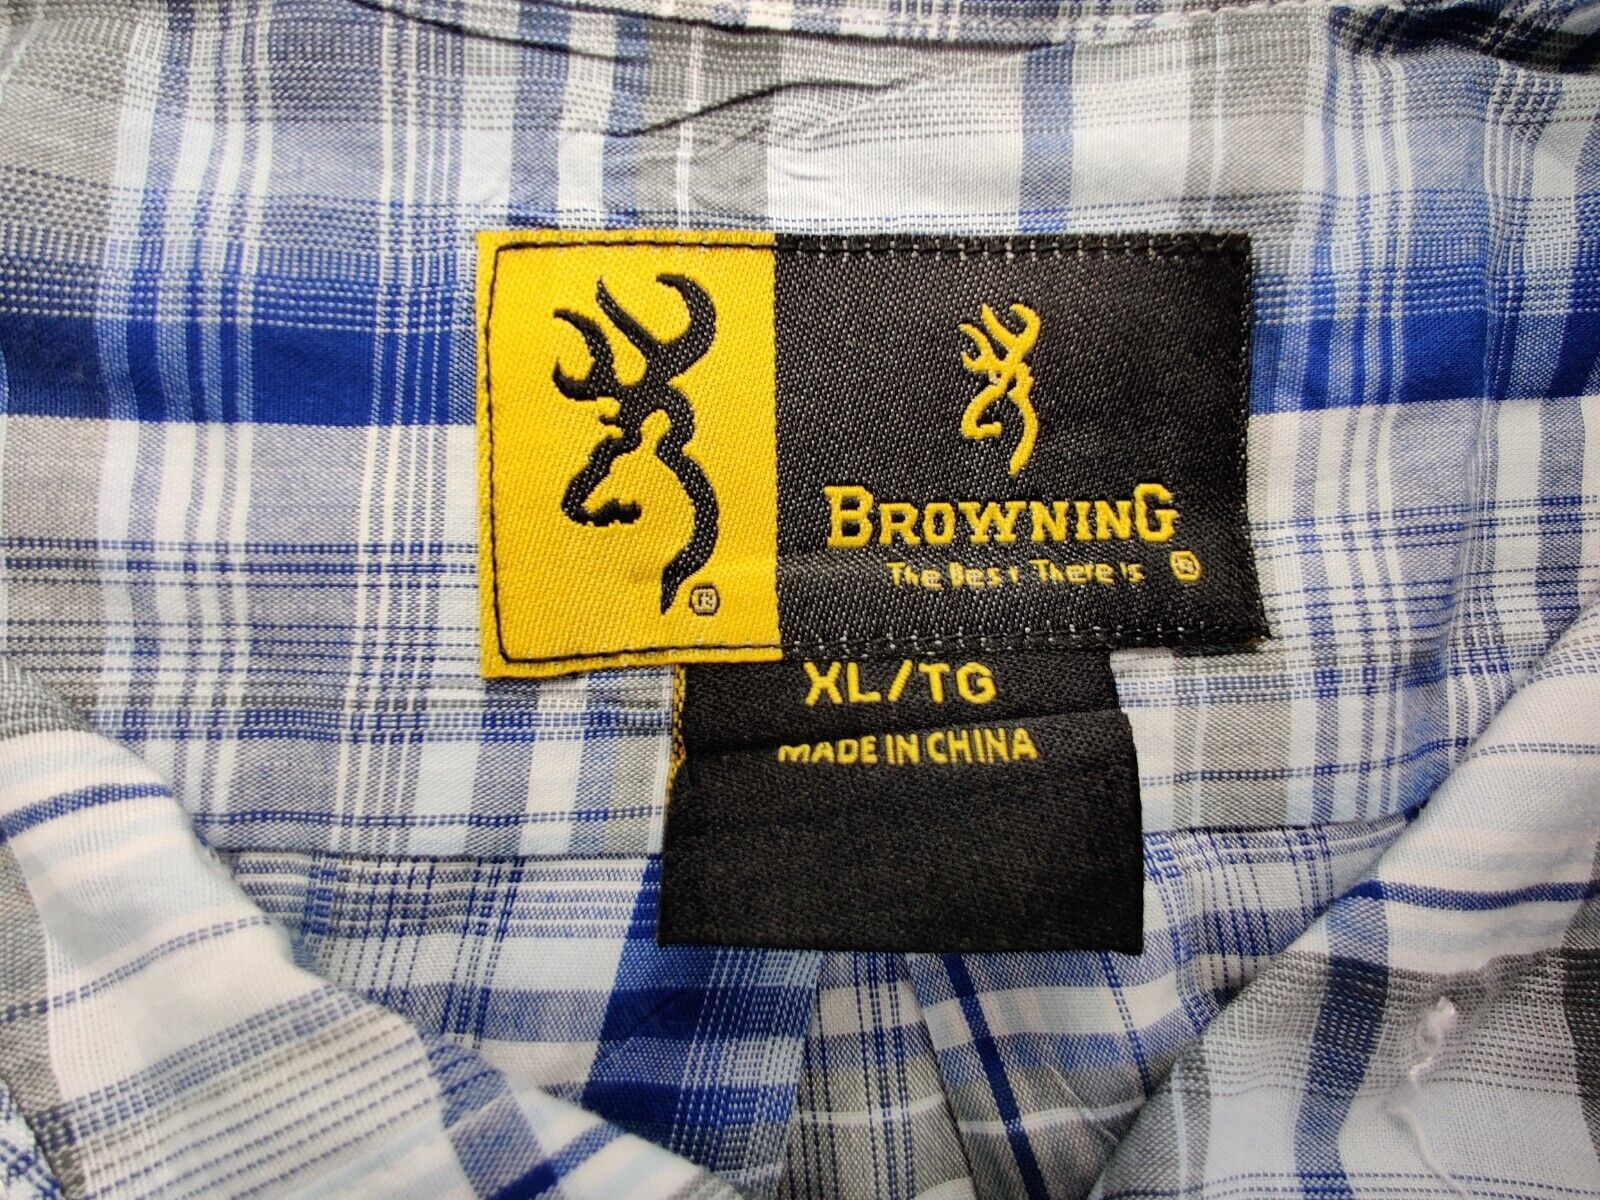 ®
BROWNING
The Best There is ®
XL/TG
MADE IN CHINA